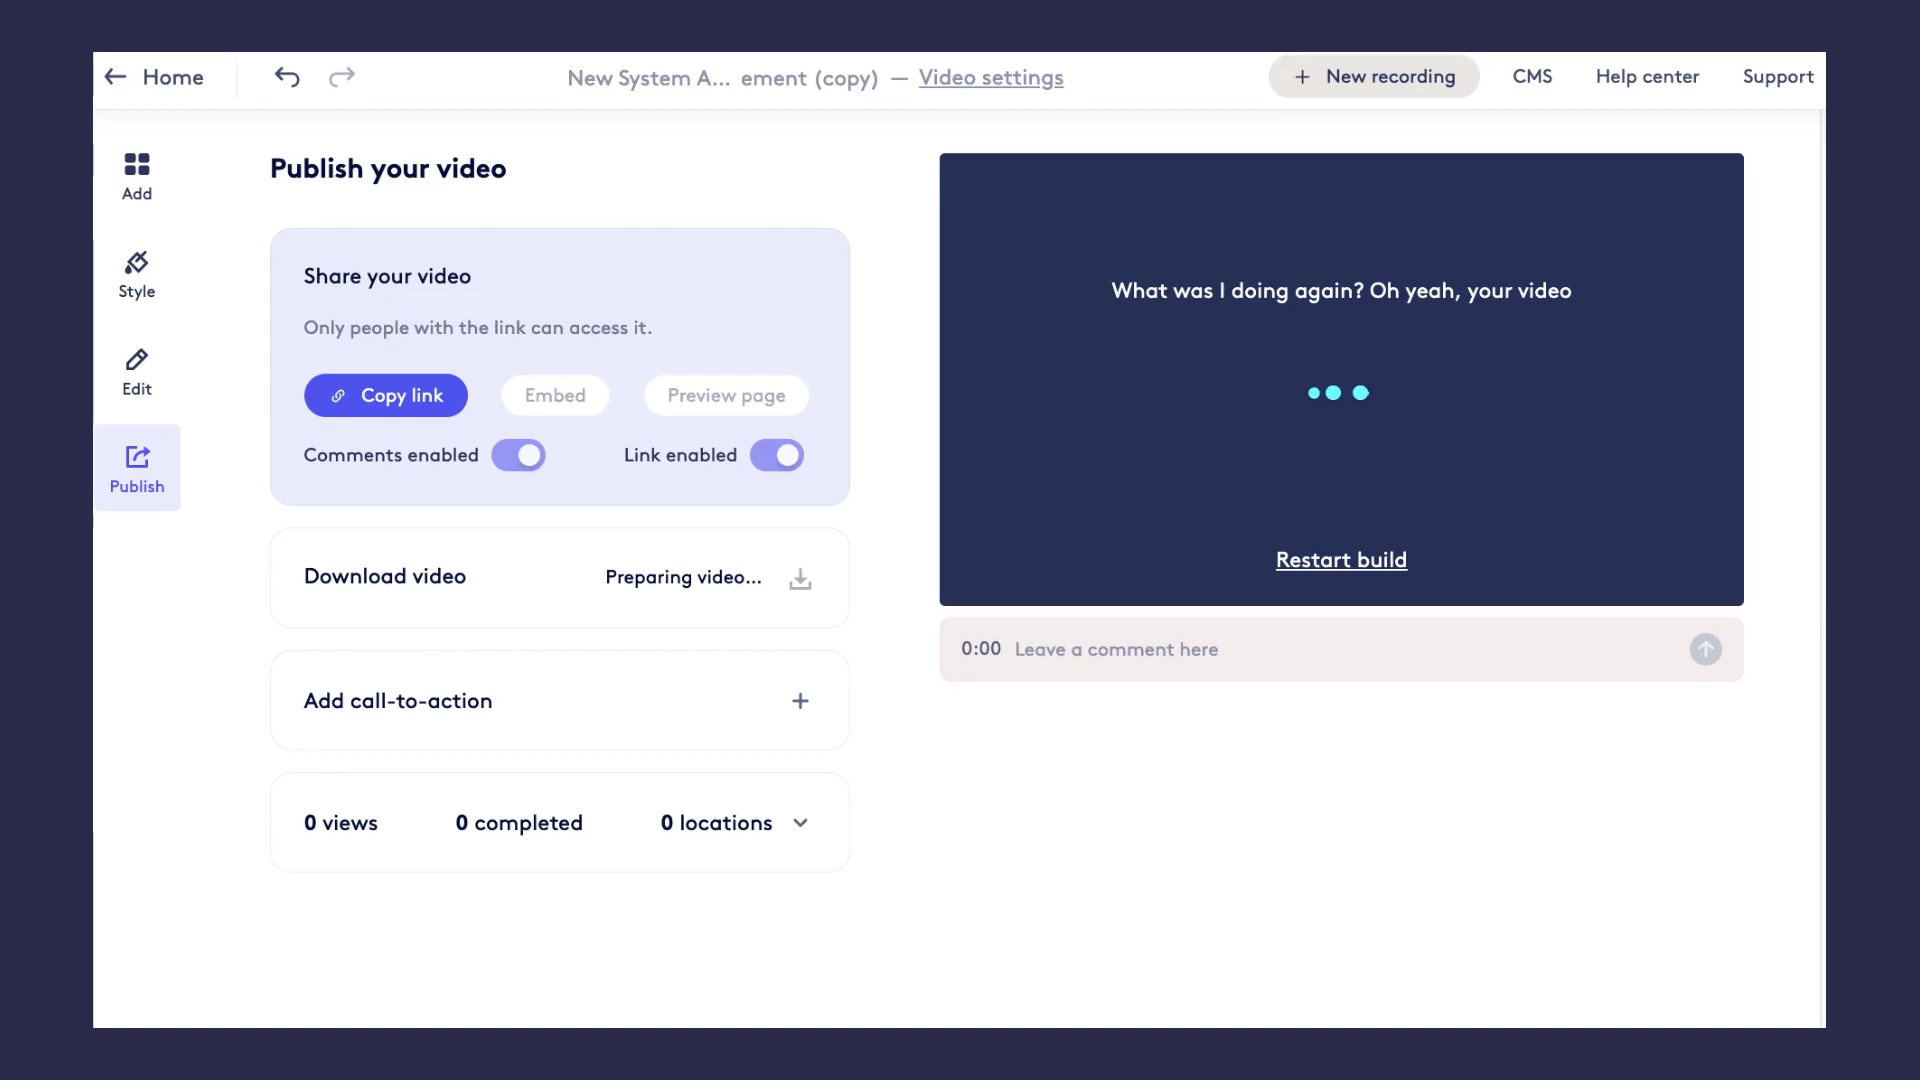 Home
New System A... ement (copy) — Video settings
+ New recording
CMS
Help center
Support
Add
Style
Edit
Publish
Publish your video
Share your video
Only people with the link can access it.
Copy link
Embed
Preview page
Comments enabled
Link enabled
Download video
Preparing video...
Add call-to-action
0 views
0 completed
0 locations
What was I doing again? Oh yeah, your video
Restart build
0:00 Leave a comment here